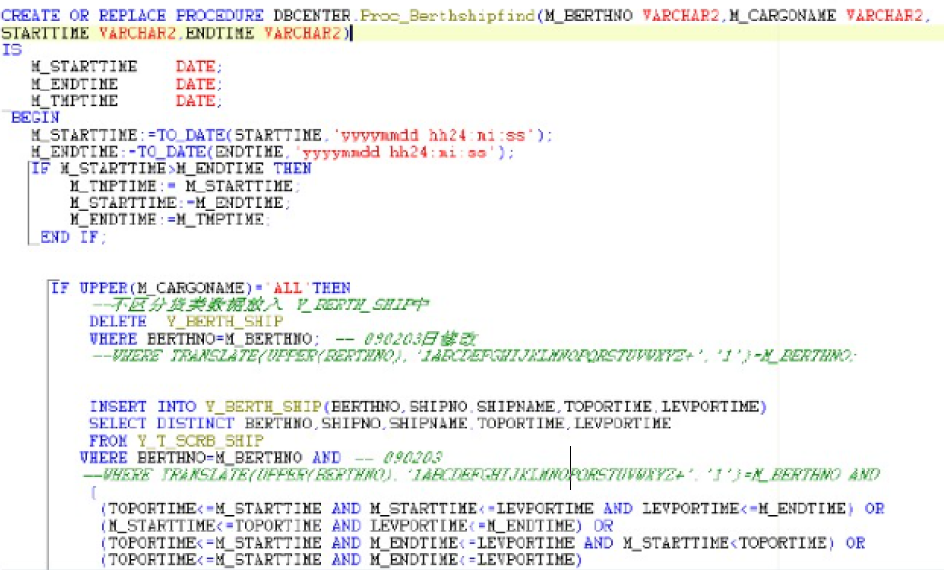 CREATE OR REPLACE PROCEDURE DBCENTER.Proc_Berthshipfind(M_BERTHNO VARCHAR2,M_CARGONAME VARCHAR2,
STARTTIME VARCHAR2,ENDTIME VARCHAR2)
IS
M_STARTTIME DATE;
M_ENDTIME DATE;
M_TMPTIME DATE;
BEGIN
M_STARTTIME:=TO_DATE(STARTTIME,'yyyymmdd hh24:mi:ss');
M_ENDTIME:=TO_DATE(ENDTIME,'yyyymmdd hh24:mi:ss');
IF M_STARTTIME>M_ENDTIME THEN
M_TMPTIME:= M_STARTTIME;
M_STARTTIME:=M_ENDTIME;
M_ENDTIME:=M_TMPTIME;
END IF;
IF UPPER(M_CARGONAME)='ALL'THEN
--不区分货类数据放入 Y_BERTH_SHIP中
DELETE Y_BERTH_SHIP
WHERE BERTHNO=M_BERTHNO; -- 090203日修改
--WHERE TRANSLATE(UPPER(BERTHNO),'1ABCDEFGHIJKLMNOPQRSTUVWXYZ+','1')=M_BERTHNO;
INSERT INTO Y_BERTH_SHIP(BERTHNO,SHIPNO,SHIPNAME,TOPORTIME,LEVPORTIME)
SELECT DISTINCT BERTHNO,SHIPNO,SHIPNAME,TOPORTIME,LEVPORTIME
FROM Y_T_SCRB_SHIP
WHERE BERTHNO=M_BERTHNO AND -- 090203
--WHERE TRANSLATE(UPPER(BERTHNO),'1ABCDEFGHIJKLMNOPQRSTUVWXYZ+','1')=M_BERTHNO AND
(
(TOPORTIME<=M_STARTTIME AND M_STARTTIME<=LEVPORTIME AND LEVPORTIME<=M_ENDTIME) OR
(M_STARTTIME<=TOPORTIME AND LEVPORTIME<=M_ENDTIME) OR
(TOPORTIME<=M_STARTTIME AND M_ENDTIME<=LEVPORTIME AND M_STARTTIME<TOPORTIME) OR
(TOPORTIME<=M_STARTTIME AND M_ENDTIME<=LEVPORTIME)